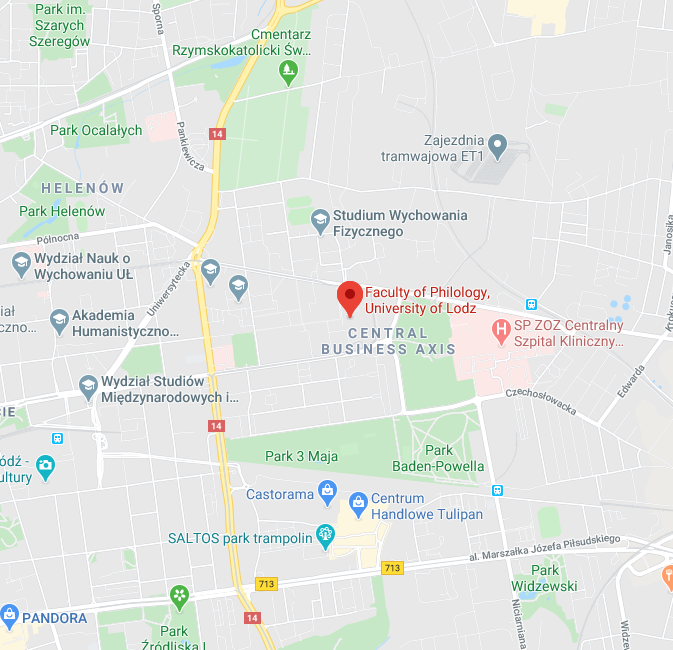 Park im.
Szarych
Szeregów
Sporna
Cmentarz
Rzymskokatolicki Św...
14
Park Ocalałych
Pankiewicza
Zajezdnia
tramwajowa ET1
HELENÓW
Park Helenów
Studium Wychowania
Fizycznego
Janosika
Północna
Wydział Nauk o
Wychowaniu UŁ
Uniwersytecka
Faculty of Philology,
University of Lodz
Akademia
Humanistyczno...
CENTRAL
BUSINESS AXIS
SP ZOZ Centralny
Szpital Kliniczny...
Edwarda
Wydział Studiów
Międzynarodowych i...
Czechosłowacka
14
Park 3 Maja
Park
Baden-Powella
Castorama
Centrum
Handlowe Tulipan
SALTOS park trampolin
al. Marszałka Józefa Piłsudskiego
713
713
Park
Widzewski
Niciarniana
14
PANDORA
Park
Źródliska I